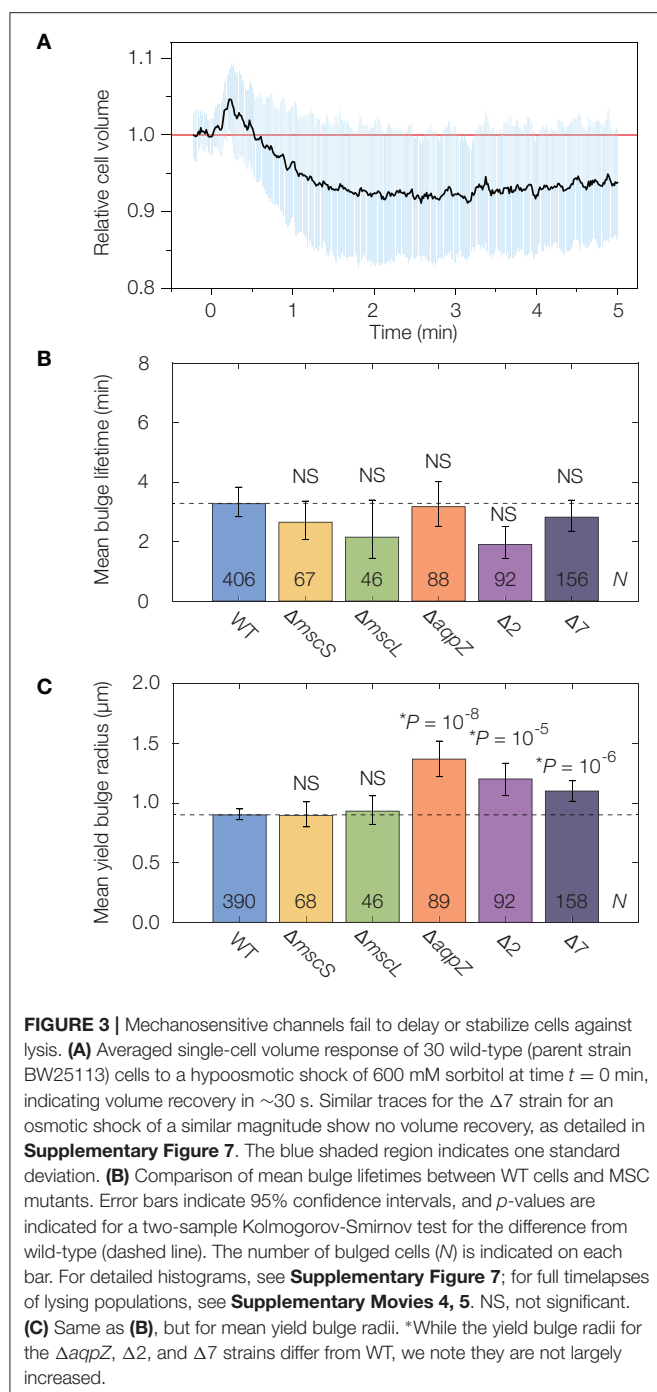 A
1.1
1.0
0.9
0.8
Relative cell volume
0 1 2 3 4 5
Time (min)
B
8
6
4
2
0
Mean bulge lifetime (min)
NS NS NS NS NS
406 67 46 88 92 156 N
WT ΔmscS ΔmscL ΔaqpZ Δ2 Δ7
C
2.0
1.5
1.0
0.5
0.0
Mean yield bulge radius (μm)
NS NS *P = 10⁻⁸ *P = 10⁻⁵ *P = 10⁻⁶
390 68 46 89 92 158 N
WT ΔmscS ΔmscL ΔaqpZ Δ2 Δ7
FIGURE 3 | Mechanosensitive channels fail to delay or stabilize cells against
lysis. (A) Averaged single-cell volume response of 30 wild-type (parent strain
BW25113) cells to a hypoosmotic shock of 600 mM sorbitol at time t = 0 min,
indicating volume recovery in ~30 s. Similar traces for the Δ7 strain for an
osmotic shock of a similar magnitude show no volume recovery, as detailed in
Supplementary Figure 7. The blue shaded region indicates one standard
deviation. (B) Comparison of mean bulge lifetimes between WT cells and MSC
mutants. Error bars indicate 95% confidence intervals, and p-values are
indicated for a two-sample Kolmogorov-Smirnov test for the difference from
wild-type (dashed line). The number of bulged cells (N) is indicated on each
bar. For detailed histograms, see Supplementary Figure 7; for full timelapses
of lysing populations, see Supplementary Movies 4, 5. NS, not significant.
(C) Same as (B), but for mean yield bulge radii. *While the yield bulge radii for
the ΔaqpZ, Δ2, and Δ7 strains differ from WT, we note they are not largely
increased.